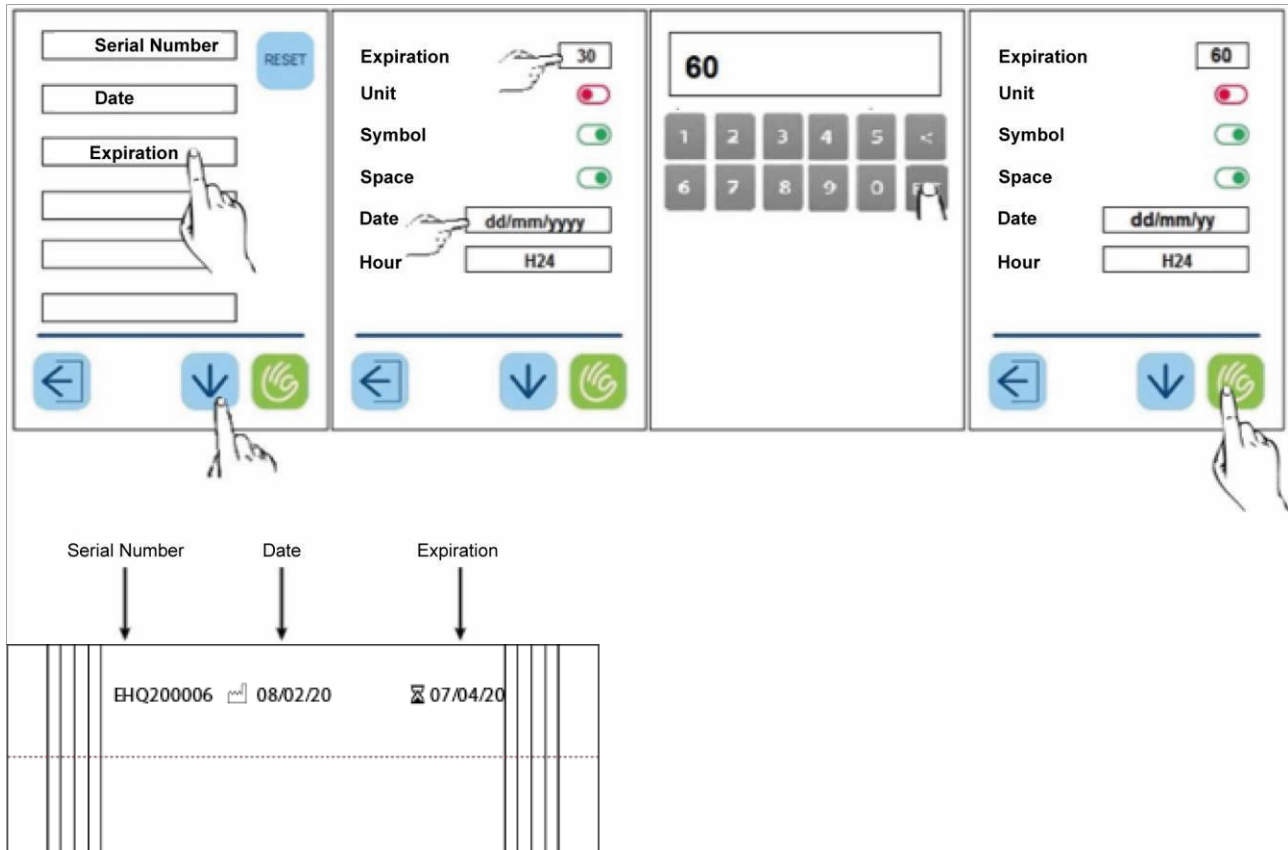 Serial Number
RESET
Date
Expiration
Expiration 30
Unit
Symbol
Space
Date dd/mm/yyyy
Hour H24
60
1 2 3 4 5 <
6 7 8 9 0
Expiration 60
Unit
Symbol
Space
Date dd/mm/yy
Hour H24
Serial Number Date Expiration
EHQ200006 08/02/20 07/04/20